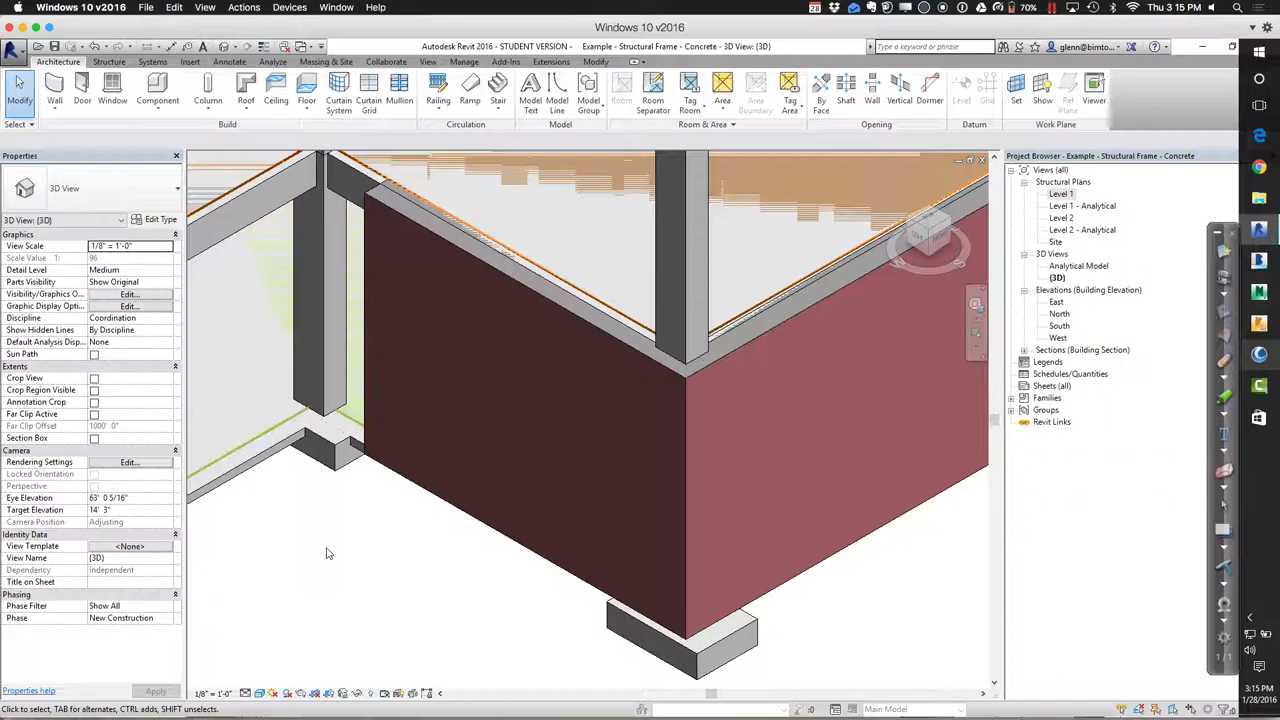 Windows 10 v2016 File Edit View Actions Devices Window Help
23 70% Thu 3:15 PM
Windows 10 v2016
Autodesk Revit 2016 - STUDENT VERSION - Example - Structural Frame - Concrete - 3D View: {3D}
Type a keyword or phrase
glenn@bimto...
Architecture Structure Systems Insert Annotate Analyze Massing & Site Collaborate View Manage Add-Ins Extensions Modify
Modify Wall Door Window Component Column Roof Ceiling Floor Curtain System Curtain Grid Mullion Railing Ramp Stair Model Text Model Line Model Group Room Room Separator Tag Room Area Area Boundary Tag Area By Face Shaft Wall Vertical Dormer Level Grid Set Show Ref Plane Viewer
Select Build Circulation Model Room & Area Opening Datum Work Plane
Properties
3D View
3D View: {3D} Edit Type
Graphics
View Scale 1/8" = 1'-0"
Scale Value 1: 96
Detail Level Medium
Parts Visibility Show Original
Visibility/Graphics O... Edit...
Graphic Display Opti... Edit...
Discipline Coordination
Show Hidden Lines By Discipline
Default Analysis Disp... None
Sun Path
Extents
Crop View
Crop Region Visible
Annotation Crop
Far Clip Active
Far Clip Offset 1000' 0"
Section Box
Camera
Rendering Settings Edit...
Locked Orientation
Perspective
Eye Elevation 63' 0 5/16"
Target Elevation 14' 3"
Camera Position Adjusting
Identity Data
View Template <None>
View Name {3D}
Dependency Independent
Title on Sheet
Phasing
Phase Filter Show All
Phase New Construction
Properties help Apply
1/8" = 1'-0"
Click to select, TAB for alternates, CTRL adds, SHIFT unselects.
:0 Main Model :0
Project Browser - Example - Structural Frame - Concrete
Views (all)
Structural Plans
Level 1
Level 1 - Analytical
Level 2
Level 2 - Analytical
Site
3D Views
Analytical Model
{3D}
Elevations (Building Elevation)
East
North
South
West
Sections (Building Section)
Legends
Schedules/Quantities
Sheets (all)
Families
Groups
Revit Links
1 / 1
3:15 PM
1/28/2016